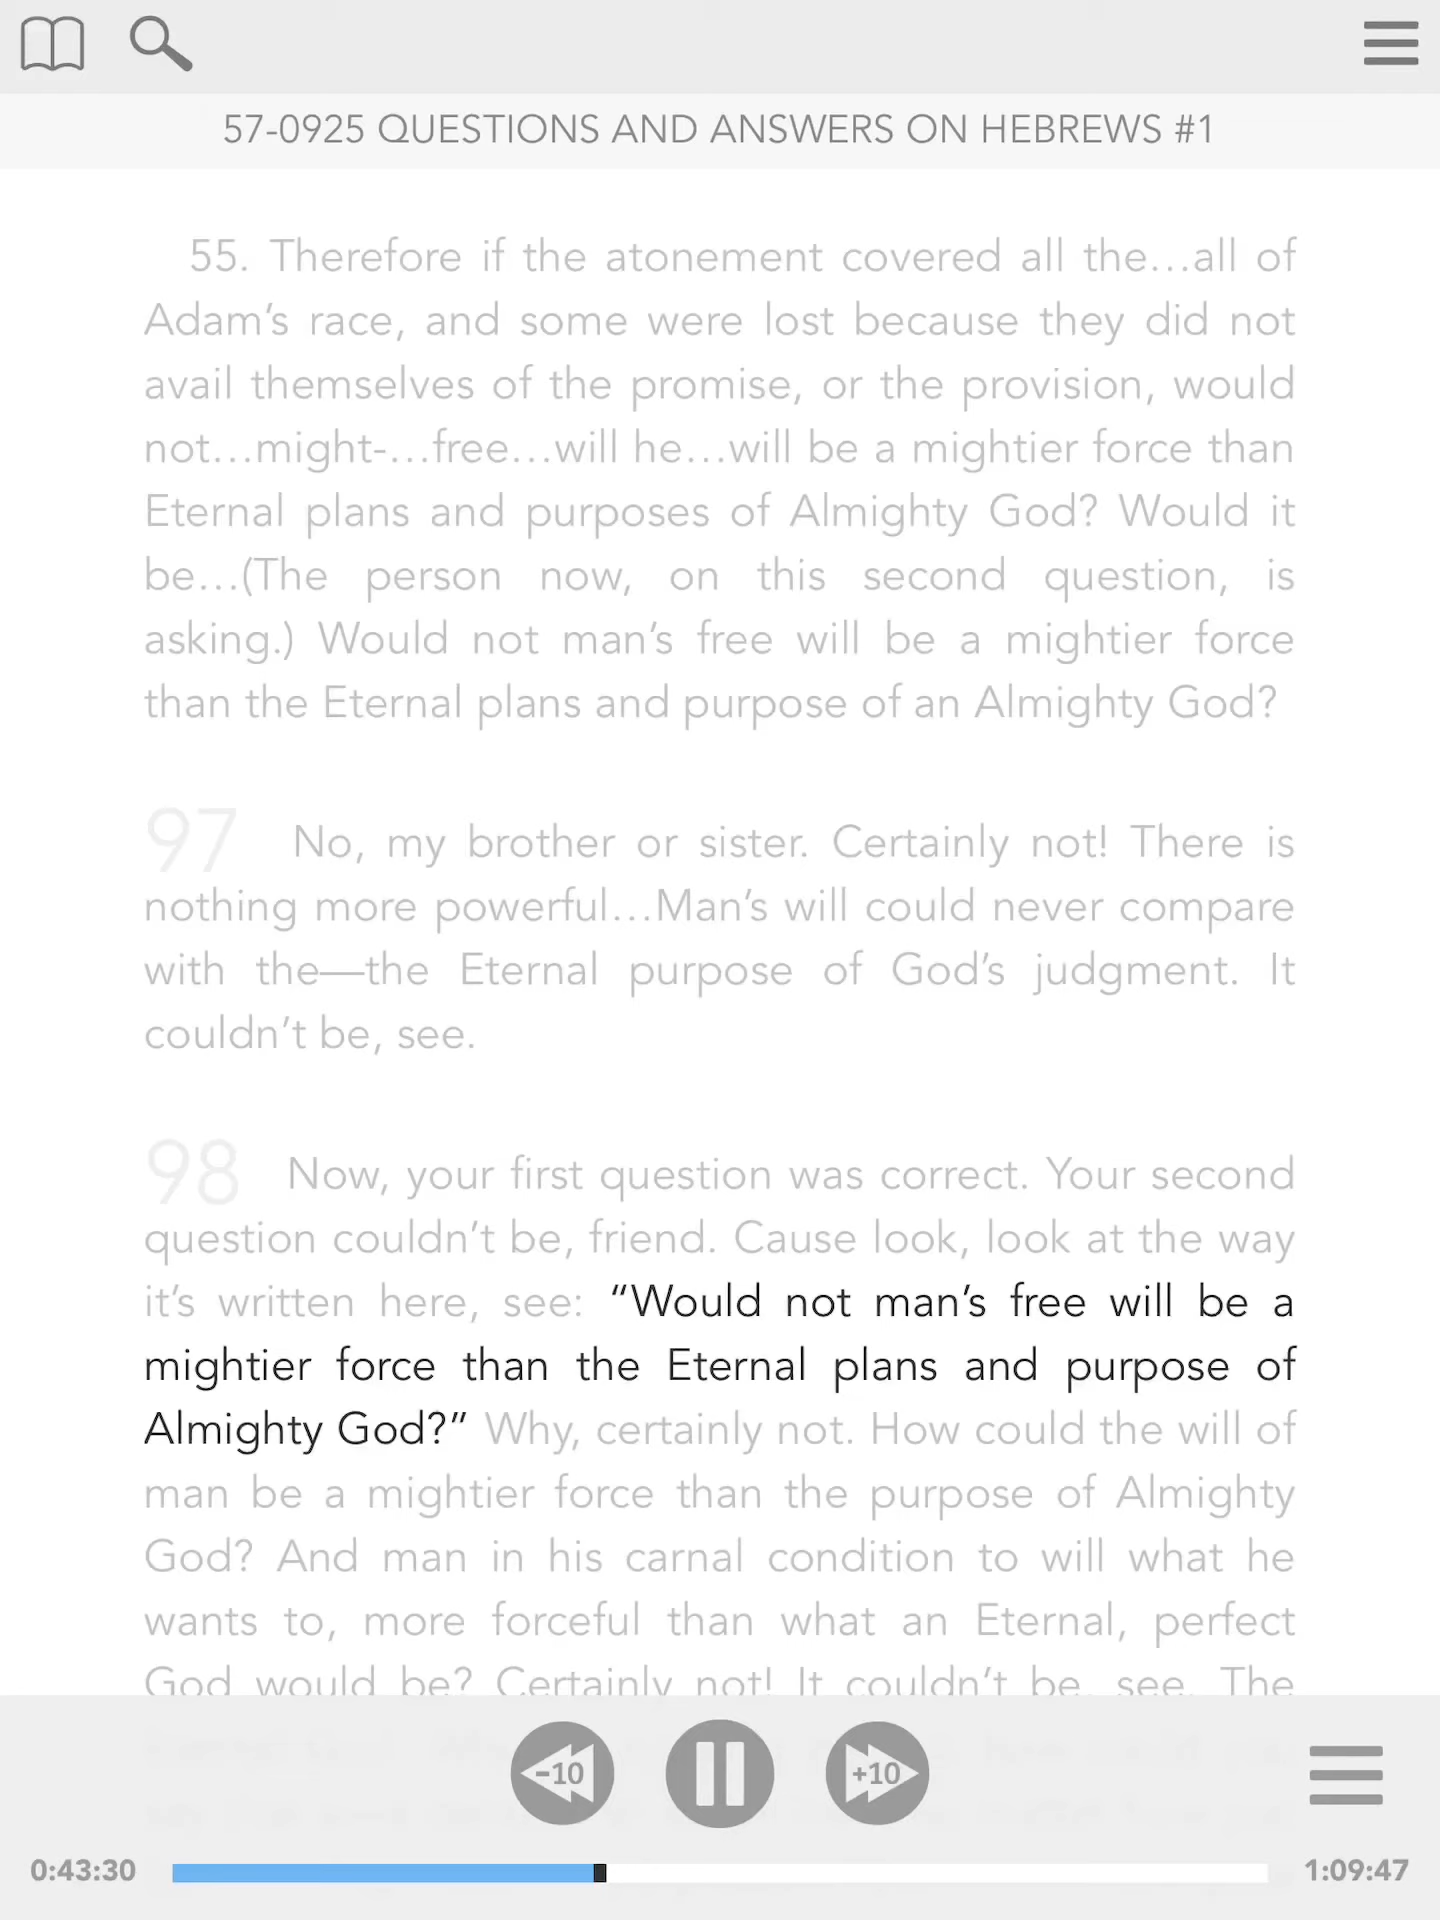 57-0925 QUESTIONS AND ANSWERS ON HEBREWS #1
55. Therefore if the atonement covered all the…all of
Adam’s race, and some were lost because they did not
avail themselves of the promise, or the provision, would
not…might-…free…will he…will be a mightier force than
Eternal plans and purposes of Almighty God? Would it
be…(The person now, on this second question, is
asking.) Would not man’s free will be a mightier force
than the Eternal plans and purpose of an Almighty God?
97 No, my brother or sister. Certainly not! There is
nothing more powerful…Man’s will could never compare
with the—the Eternal purpose of God’s judgment. It
couldn’t be, see.
98 Now, your first question was correct. Your second
question couldn’t be, friend. Cause look, look at the way
it’s written here, see: “Would not man’s free will be a
mightier force than the Eternal plans and purpose of
Almighty God?” Why, certainly not. How could the will of
man be a mightier force than the purpose of Almighty
God? And man in his carnal condition to will what he
wants to, more forceful than what an Eternal, perfect
God would be? Certainly not! It couldn’t be, see. The
-10 +10
0:43:30 1:09:47